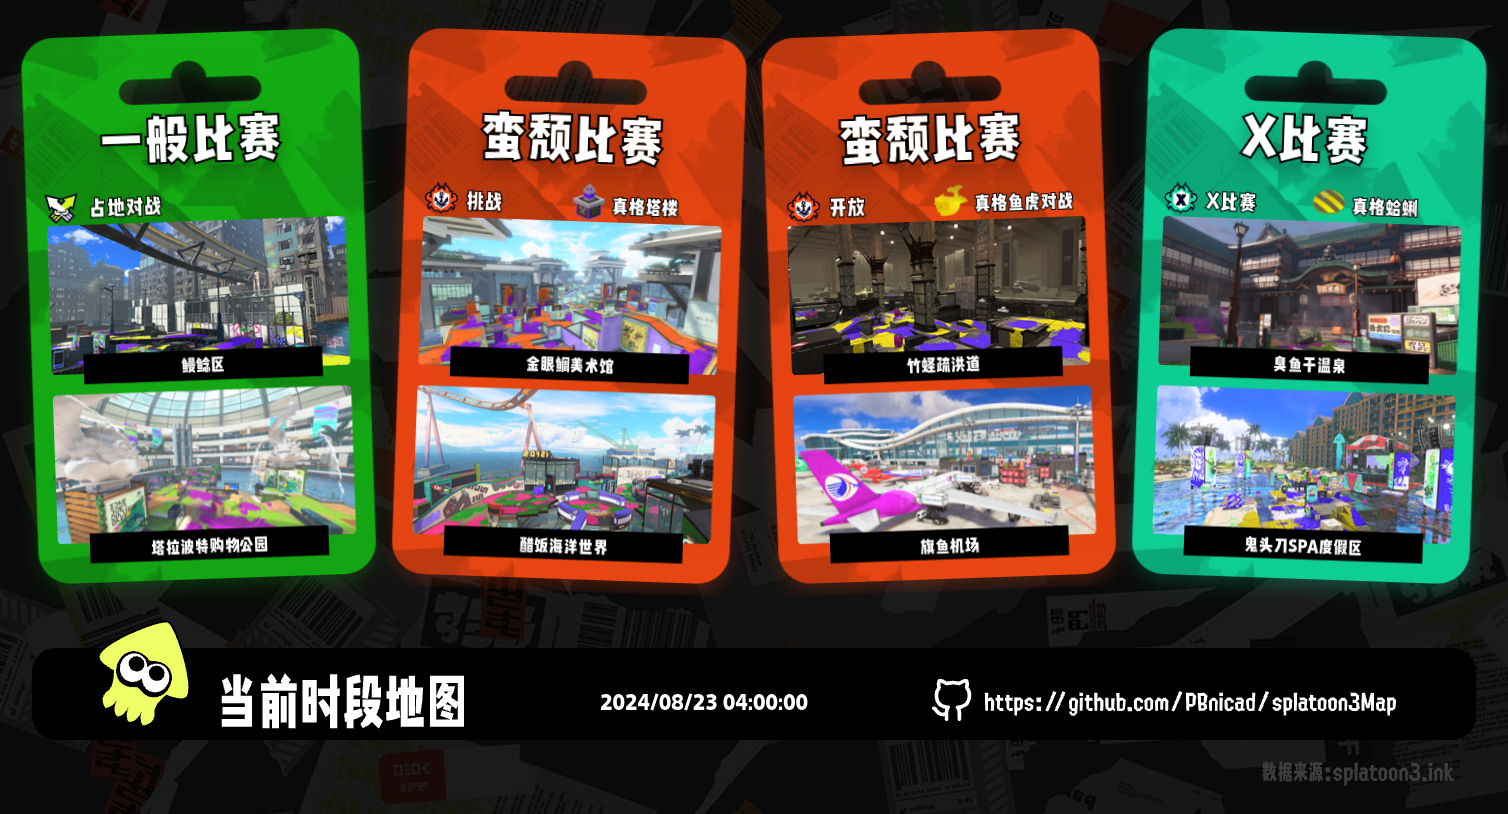 一般比赛
占地对战
鳗鲶区
塔拉波特购物公园
蛮颓比赛
挑战
真格塔楼
金眼鲷美术馆
醋饭海洋世界
蛮颓比赛
开放
真格鱼虎对战
竹蛏疏洪道
旗鱼机场
X比赛
X比赛
真格蛤蜊
臭鱼干温泉
鬼头刀SPA度假区
当前时段地图
2024/08/23 04:00:00
https://github.com/PBnicad/splatoon3Map
数据来源:splatoon3.ink